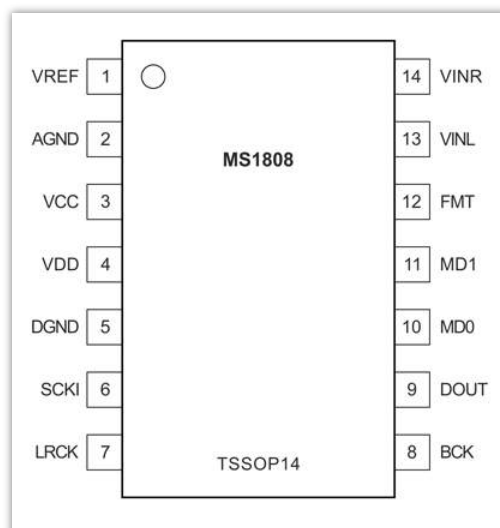 VREF 1 14 VINR
AGND 2 13 VINL
MS1808
VCC 3 12 FMT
VDD 4 11 MD1
DGND 5 10 MD0
SCKI 6 9 DOUT
LRCK 7 8 BCK
TSSOP14